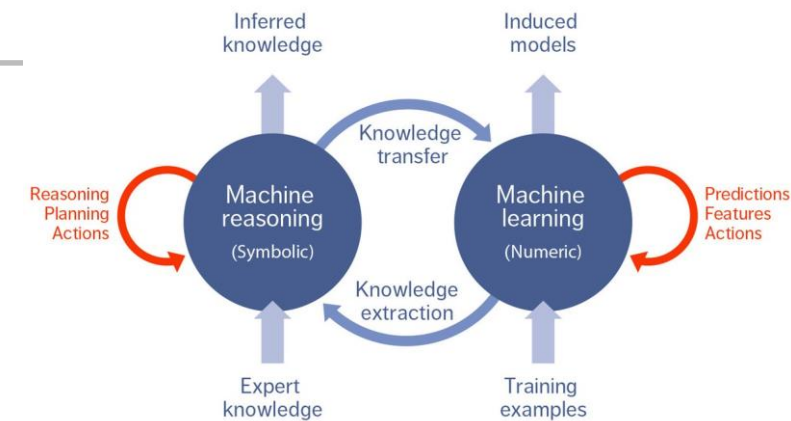 Inferred
knowledge
Induced
models
Knowledge
transfer
Reasoning
Planning
Actions
Machine
reasoning
(Symbolic)
Machine
learning
(Numeric)
Predictions
Features
Actions
Knowledge
extraction
Expert
knowledge
Training
examples